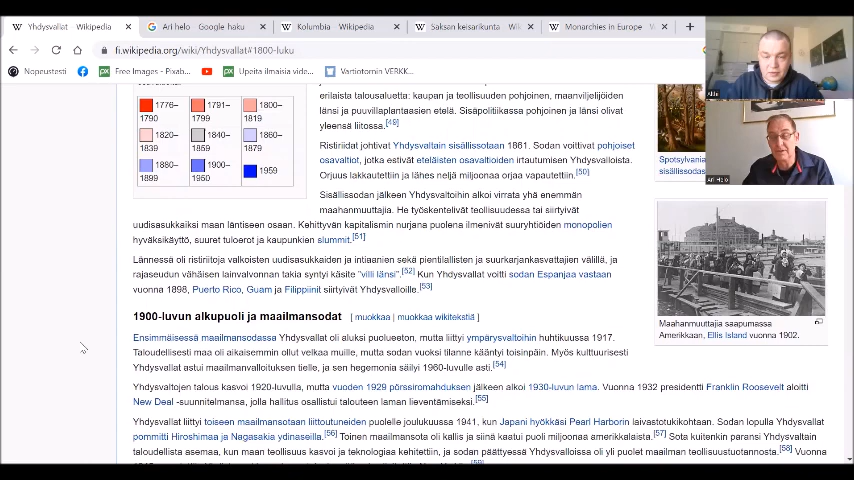 Yhdysvallat – Wikipedia
Ari helo - Google haku
Kolumbia – Wikipedia
Saksan keisarikunta – Wik
Monarchies in Europe - W
fi.wikipedia.org/wiki/Yhdysvallat#1800-luku
Nopeustesti
Free Images - Pixab...
Upeita ilmaisia video...
Vartiotornin VERKK...
1776–1790
1791–1799
1800–1819
1820–1839
1840–1859
1860–1879
1880–1899
1900–1950
1959
erilaista talousaluetta: kaupan ja teollisuuden pohjoinen, maanviljelijöiden
länsi ja puuvillaplantaasien etelä. Sisäpolitiikassa pohjoinen ja länsi olivat
yleensä liitossa.[49]
Ristiriidat johtivat Yhdysvaltain sisällissotaan 1861. Sodan voittivat pohjoiset
osavaltiot, jotka estivät eteläisten osavaltioiden irtautumisen Yhdysvalloista.
Orjuus lakkautettiin ja lähes neljä miljoonaa orjaa vapautettiin.[50]
Sisällissodan jälkeen Yhdysvaltoihin alkoi virrata yhä enemmän
maahanmuuttajia. He työskentelivät teollisuudessa tai siirtyivät
uudisasukkaiksi maan läntiseen osaan. Kehittyvän kapitalismin nurjana puolena ilmenivät suuryhtiöiden monopolien
hyväksikäyttö, suuret tuloerot ja kaupunkien slummit.[51]
Lännessä oli ristiriitoja valkoisten uudisasukkaiden ja intiaanien sekä pientilallisten ja suurkarjankasvattajien välillä, ja
rajaseudun vähäisen lainvalvonnan takia syntyi käsite "villi länsi".[52] Kun Yhdysvallat voitti sodan Espanjaa vastaan
vuonna 1898, Puerto Rico, Guam ja Filippiinit siirtyivät Yhdysvalloille.[53]
1900-luvun alkupuoli ja maailmansodat [ muokkaa | muokkaa wikitekstiä ]
Ensimmäisessä maailmansodassa Yhdysvallat oli aluksi puolueeton, mutta liittyi ympärysvaltoihin huhtikuussa 1917.
Taloudellisesti maa oli aikaisemmin ollut velkaa muille, mutta sodan vuoksi tilanne kääntyi toisinpäin. Myös kulttuurisesti
Yhdysvallat astui maailmanvalloituksen tielle, ja sen hegemonia säilyi 1960-luvulle asti.[54]
Yhdysvaltojen talous kasvoi 1920-luvulla, mutta vuoden 1929 pörssiromahduksen jälkeen alkoi 1930-luvun lama. Vuonna 1932 presidentti Franklin Roosevelt aloitti
New Deal -suunnitelmansa, jolla hallitus osallistui talouteen laman lieventämiseksi.[55]
Yhdysvallat liittyi toiseen maailmansotaan liittoutuneiden puolelle joulukuussa 1941, kun Japani hyökkäsi Pearl Harborin laivastotukikohtaan. Sodan lopulla Yhdysvallat
pommitti Hiroshimaa ja Nagasakia ydinaseilla.[56] Toinen maailmansota oli kallis ja siinä kaatui puoli miljoonaa amerikkalaista.[57] Sota kuitenkin paransi Yhdysvaltain
taloudellista asemaa, kun maan teollisuus kasvoi ja teknologiaa kehitettiin, ja sodan päättyessä Yhdysvalloissa oli yli puolet maailman teollisuustuotannosta.[58] Vuonna
Spotsylvania
sisällissodas
Maahanmuuttajia saapumassa
Amerikkaan, Ellis Island vuonna 1902.
Ahti
Ari Helo